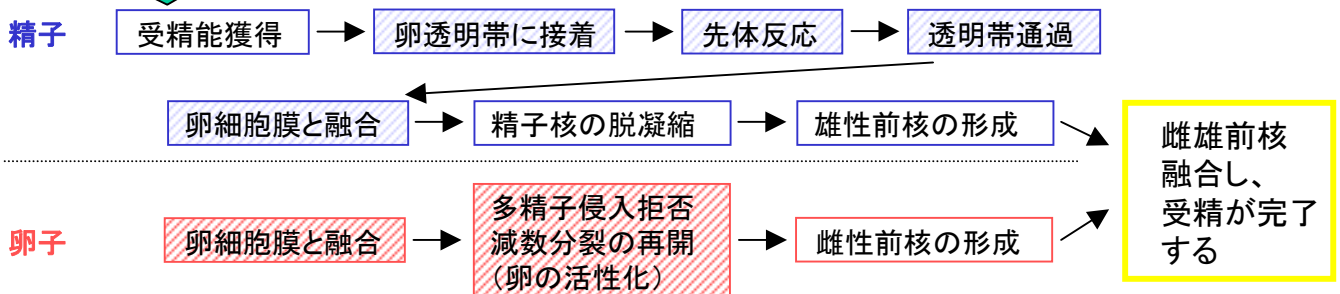 精子
受精能獲得
卵透明帯に接着
先体反応
透明帯通過
卵細胞膜と融合
精子核の脱凝縮
雄性前核の形成
卵子
卵細胞膜と融合
多精子侵入拒否
減数分裂の再開
（卵の活性化）
雌性前核の形成
雌雄前核
融合し、
受精が完了
する